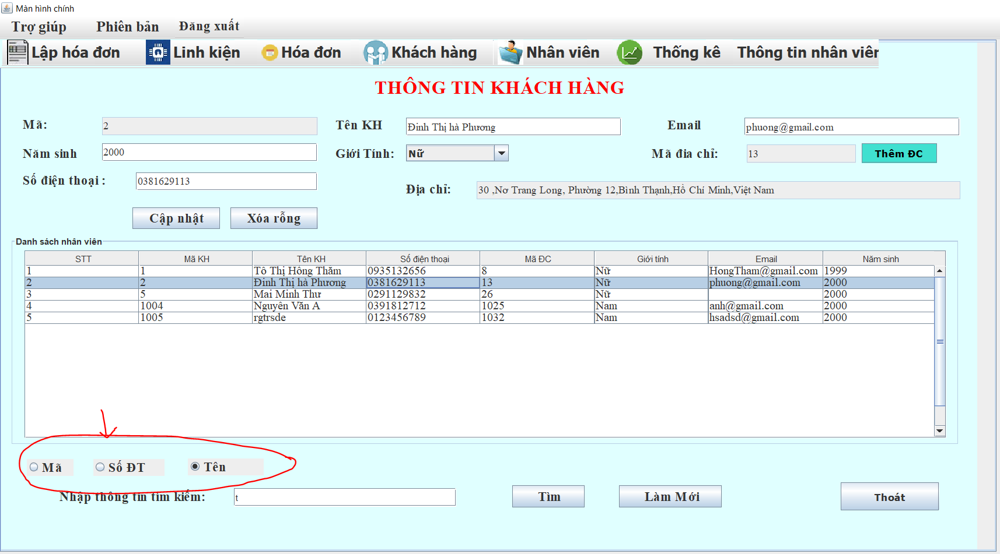 Màn hình chính
Trợ giúp Phiên bản Đăng xuất
Lập hóa đơn Linh kiện Hóa đơn Khách hàng Nhân viên Thống kê Thông tin nhân viên
THÔNG TIN KHÁCH HÀNG
Mã: 2 Tên KH Đinh Thị hà Phương Email phuong@gmail.com
Năm sinh 2000 Giới Tính: Nữ Mã đia chỉ: 13 Thêm ĐC
Số điện thoại : 0381629113 Địa chỉ: 30 ,Nơ Trang Long, Phường 12,Bình Thạnh,Hồ Chí Minh,Việt Nam
Cập nhật Xóa rỗng
Danh sách nhân viên
STT Mã KH Tên KH Số điện thoại Mã ĐC Giới tính Email Năm sinh
1 1 Tô Thị Hồng Thắm 0935132656 8 Nữ HongTham@gmail.com 1999
2 2 Đinh Thị hà Phương 0381629113 13 Nữ phuong@gmail.com 2000
3 5 Mai Minh Thư 0291129832 26 Nữ 2000
4 1004 Nguyễn Văn A 0391812712 1025 Nam anh@gmail.com 2000
5 1005 rgtrsde 0123456789 1032 Nam hsadsd@gmail.com 2000
Mã Số ĐT Tên
Nhập thông tin tìm kiếm: t Tìm Làm Mới Thoát